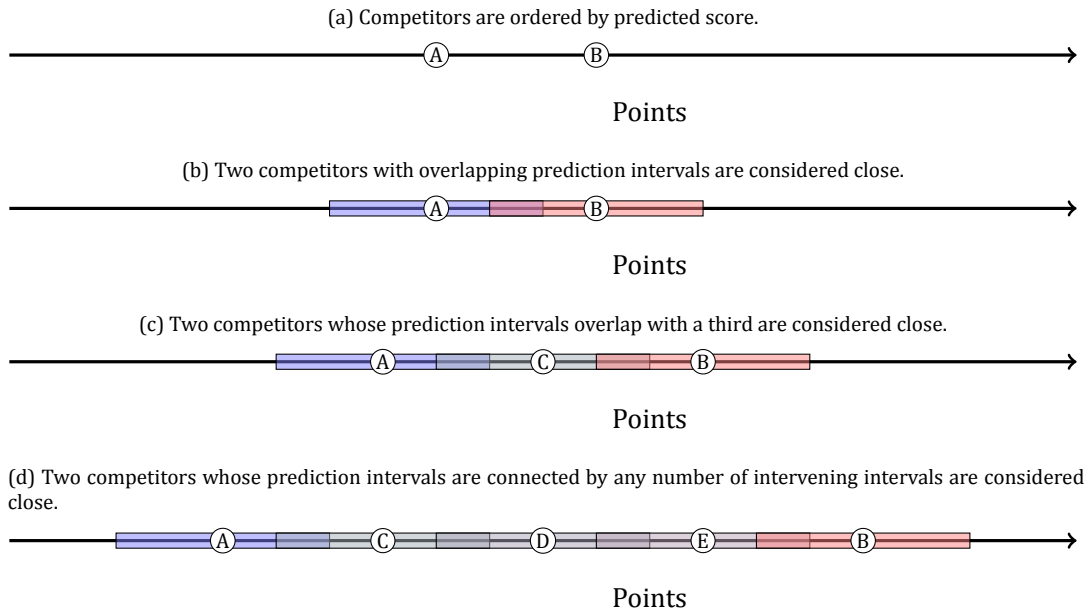 (a) Competitors are ordered by predicted score.
A B
Points
(b) Two competitors with overlapping prediction intervals are considered close.
A B
Points
(c) Two competitors whose prediction intervals overlap with a third are considered close.
A C B
Points
(d) Two competitors whose prediction intervals are connected by any number of intervening intervals are considered
close.
A C D E B
Points